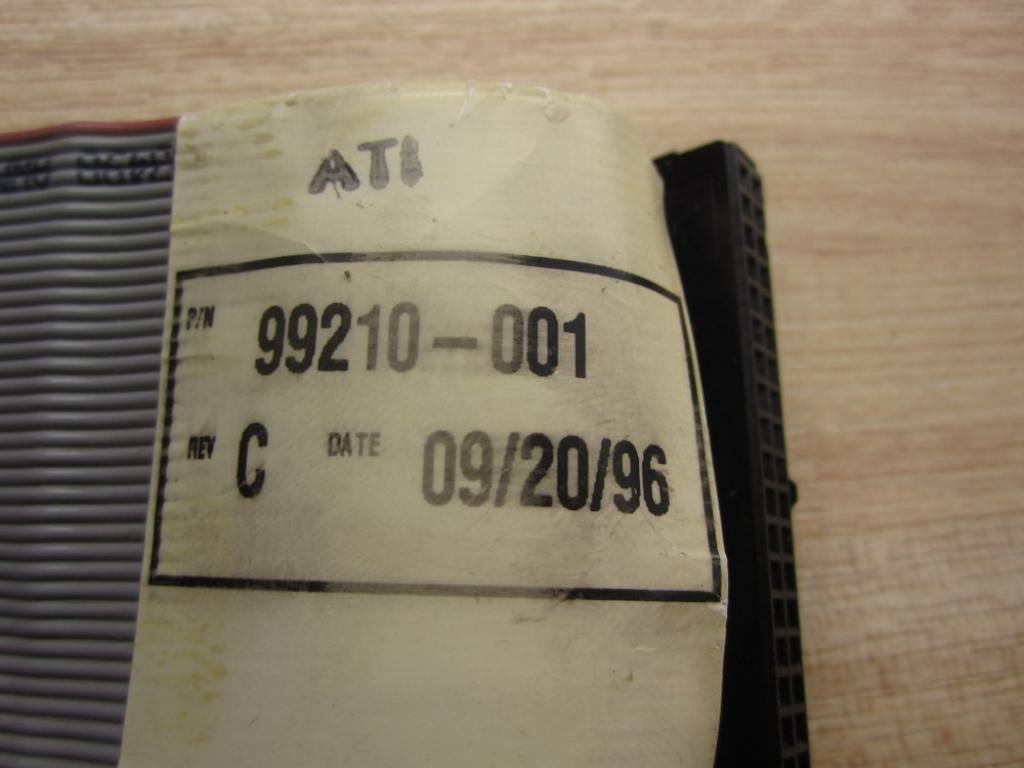 ATI
P/N 99210-001
REV C DATE 09/20/96